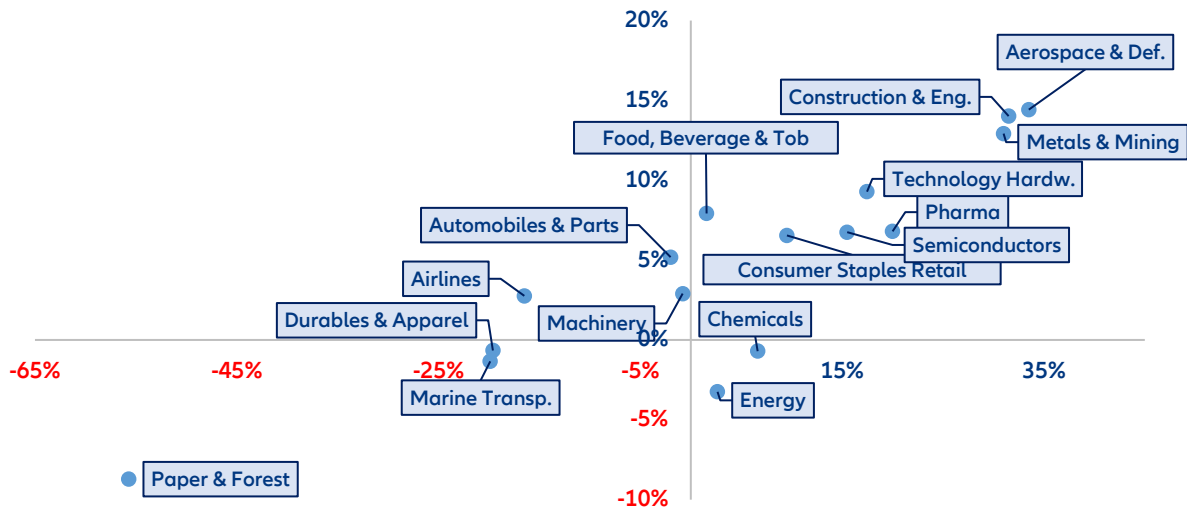 20%
Aerospace & Def.
Construction & Eng.
15%
Food, Beverage & Tob
Metals & Mining
10%
Technology Hardw.
Pharma
Automobiles & Parts
Semiconductors
5%
Consumer Staples Retail
Airlines
Durables & Apparel
Machinery
Chemicals
0%
-65%
-45%
-25%
-5%
15%
35%
Marine Transp.
Energy
-5%
Paper & Forest
-10%